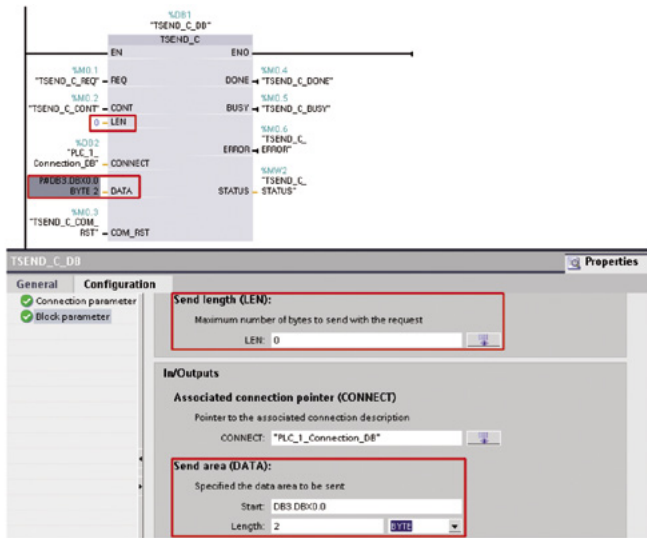 %DB1
"TSEND_C_DB"
TSEND_C
EN ENO
%M0.1
"TSEND_C_REQ" REQ
%M0.4
DONE "TSEND_C_DONE"
%M0.2
"TSEND_C_CONT" CONT
%M0.5
BUSY "TSEND_C_BUSY"
0 LEN
%M0.6
"TSEND_C_
ERROR ERROR"
%DB2
"PLC_1_
Connection_DB" CONNECT
P#DB3.DBX0.0
BYTE 2 DATA
%MW2
"TSEND_C_
STATUS STATUS"
%M0.3
"TSEND_C_COM_
RST" COM_RST
TSEND_C_DB
Properties
General Configuration
Connection parameter
Block parameter
Send length (LEN):
Maximum number of bytes to send with the request
LEN: 0
In/Outputs
Associated connection pointer (CONNECT)
Pointer to the associated connection description
CONNECT: "PLC_1_Connection_DB"
Send area (DATA):
Specified the data area to be sent
Start: DB3.DBX0.0
Length: 2 BYTE